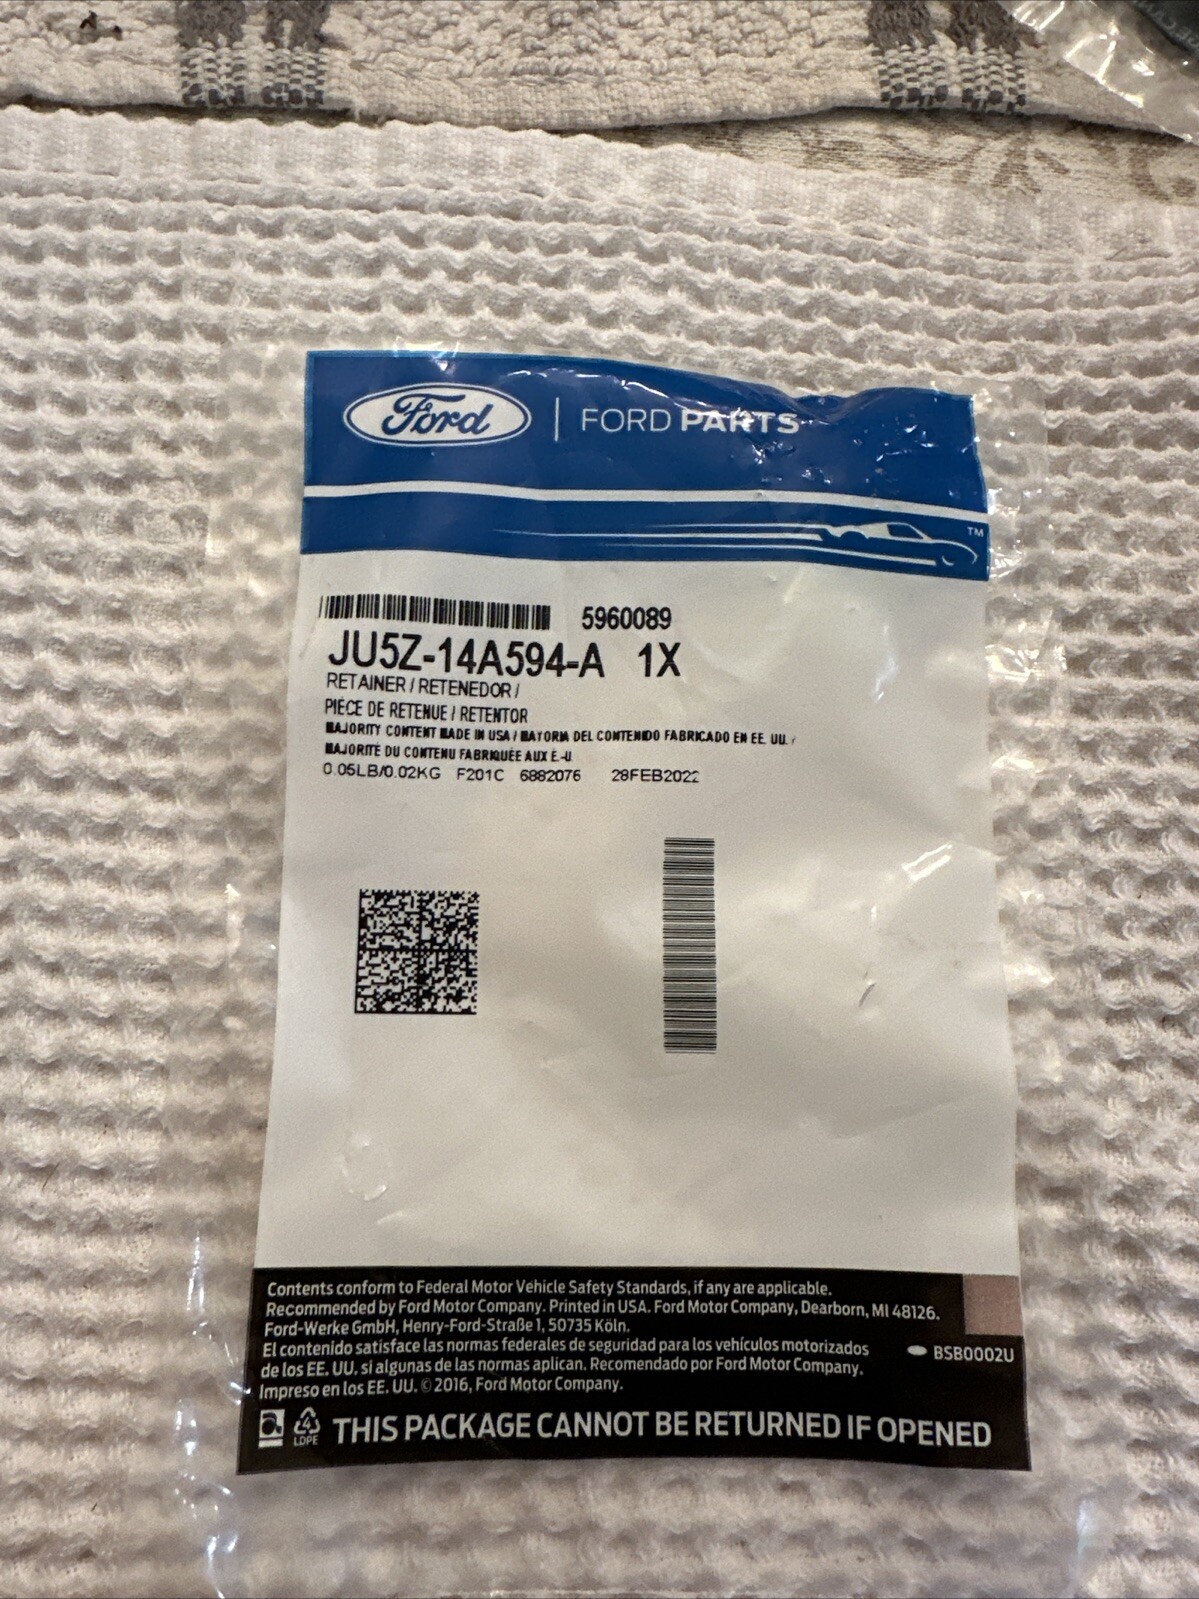 Ford | FORD PARTS
TM
5960089
JU5Z-14A594-A 1X
RETAINER / RETENEDOR /
PIECE DE RETENUE / RETENTOR
MAJORITY CONTENT MADE IN USA / MAYORIA DEL CONTENIDO FABRICADO EN EE. UU. /
MAJORITÉ DU CONTENU FABRIQUÉE AUX É.-U.
0.05LB/0.02KG F201C 6882076 28FEB2022
Contents conform to Federal Motor Vehicle Safety Standards, if any are applicable.
Recommended by Ford Motor Company. Printed in USA. Ford Motor Company, Dearborn, MI 48126.
Ford-Werke GmbH, Henry-Ford-Straße 1, 50735 Köln.
El contenido satisface las normas federales de seguridad para los vehículos motorizados
de los EE. UU. si algunas de las normas aplican. Recomendado por Ford Motor Company.
Impreso en los EE. UU. © 2016, Ford Motor Company.
BSB0002U
4
LDPE
THIS PACKAGE CANNOT BE RETURNED IF OPENED